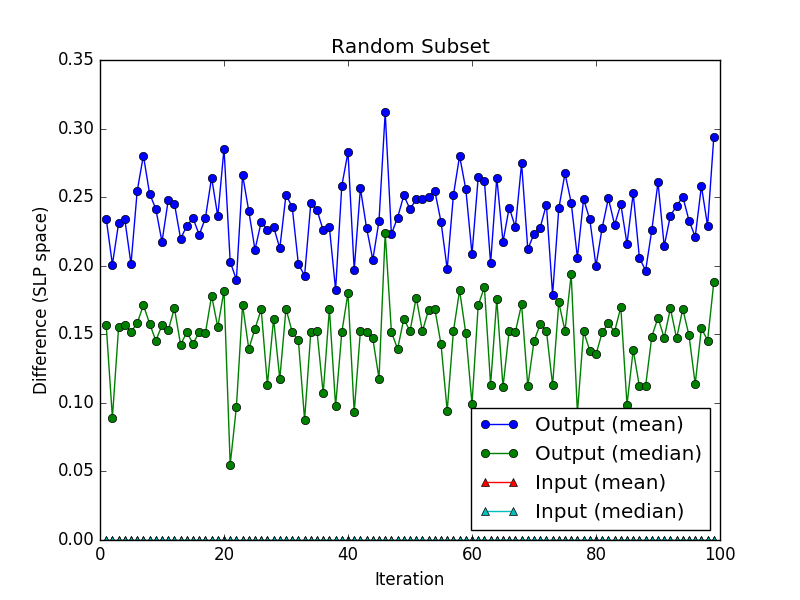 Random Subset
Difference (SLP space)
0.35
0.30
0.25
0.20
0.15
0.10
0.05
0.00
Output (mean)
Output (median)
Input (mean)
Input (median)
0 20 40 60 80 100
Iteration